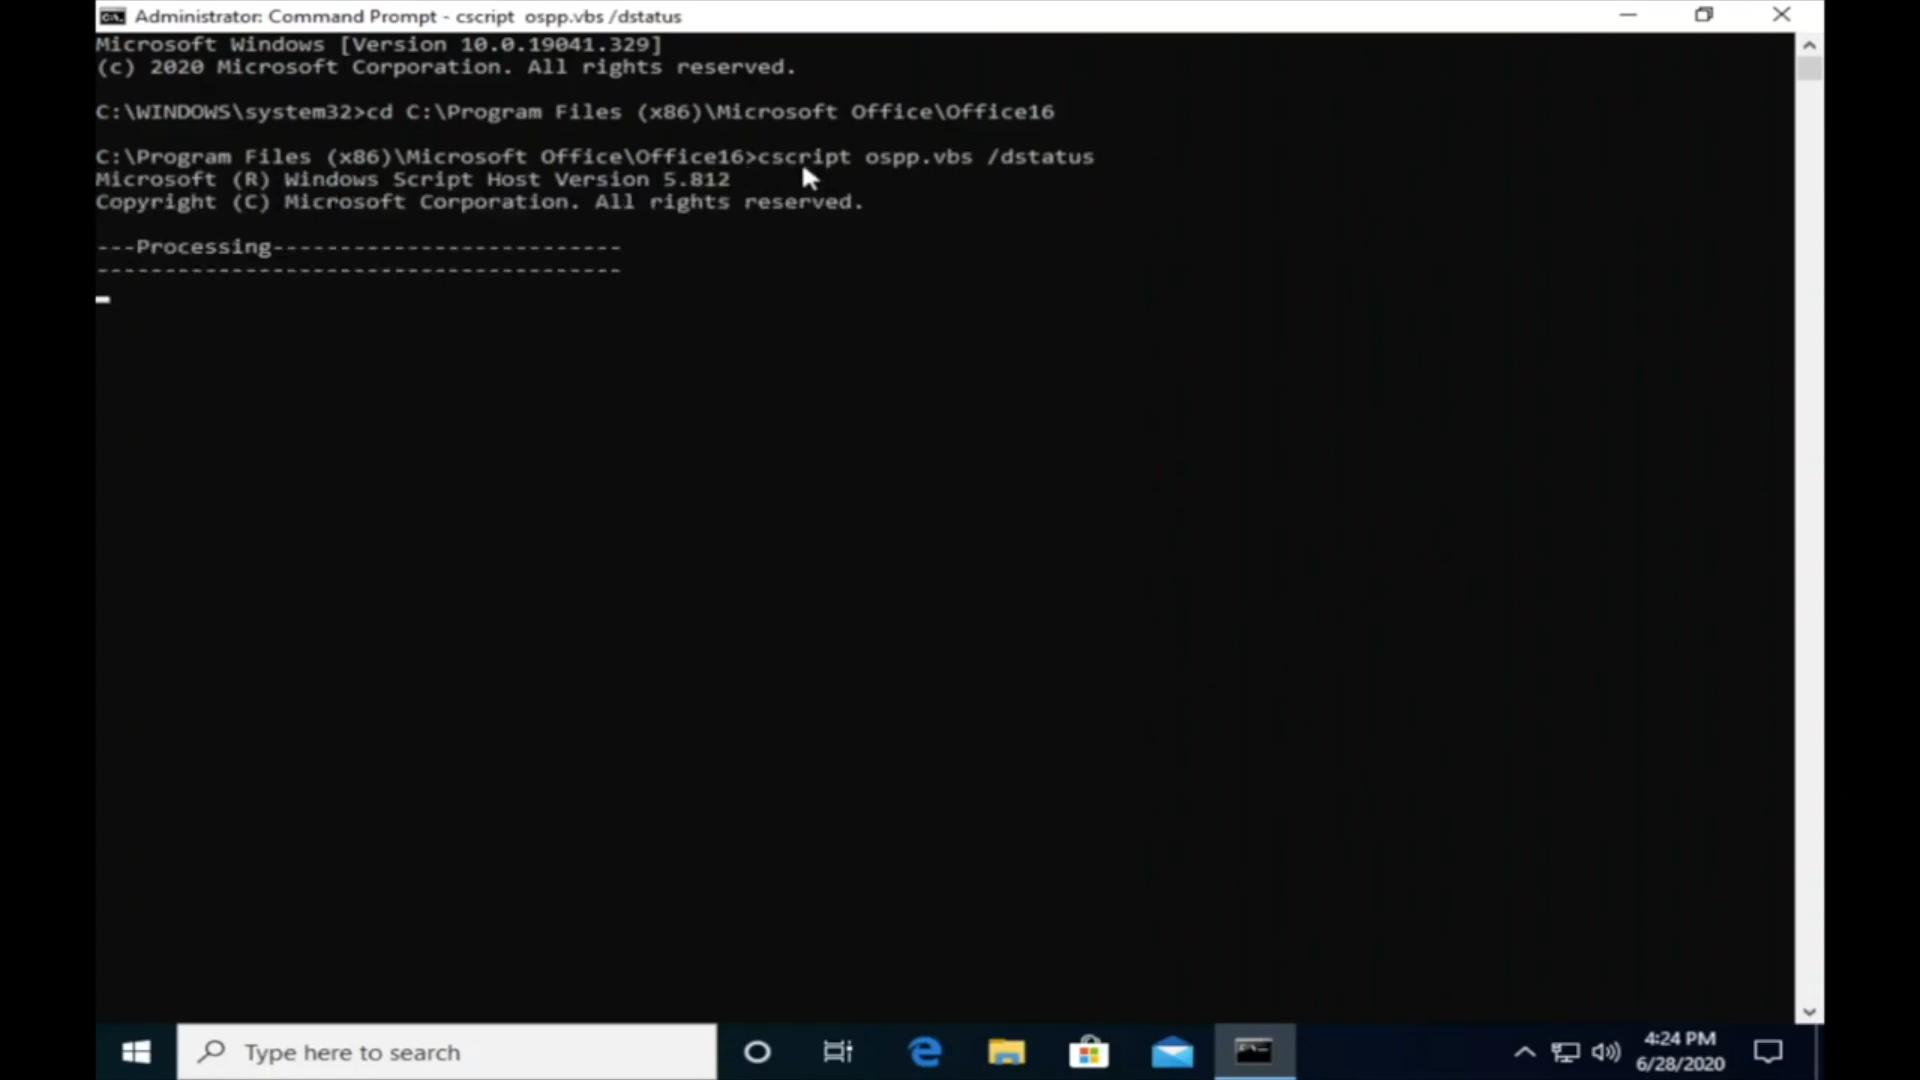 Administrator: Command Prompt - cscript ospp.vbs /dstatus
Microsoft Windows [Version 10.0.19041.329]
(c) 2020 Microsoft Corporation. All rights reserved.
C:\WINDOWS\system32>cd C:\Program Files (x86)\Microsoft Office\Office16
C:\Program Files (x86)\Microsoft Office\Office16>cscript ospp.vbs /dstatus
Microsoft (R) Windows Script Host Version 5.812
Copyright (C) Microsoft Corporation. All rights reserved.
---Processing--------------------------
---------------------------------------
Type here to search
4:24 PM
6/28/2020